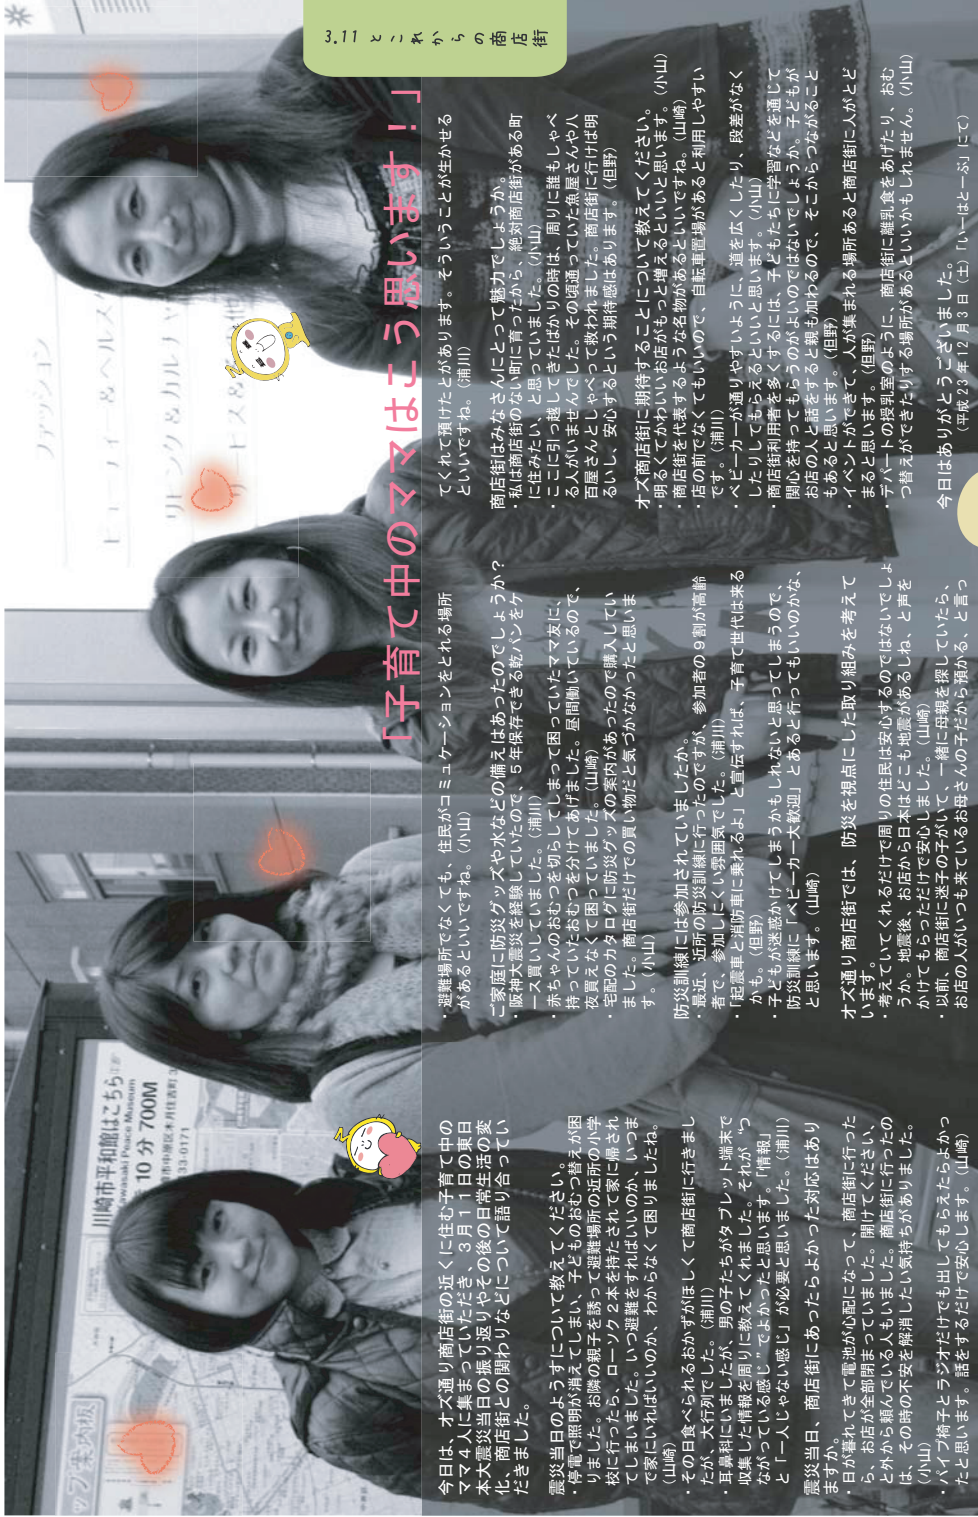 3.11 とこれからの商店街
「子育て中のママはこう思います！」
川崎市平和館はこちら
Kawasaki Peace Museum
10 分 700M
33-0171
ファッション
今日は、オズ通り商店街の近くに住む子育て中の
ママ４人に集まっていただき、３月１１日の東日
本大震災当日の振り返りやその後の日常生活の変
化、商店街との関わりなどについて語り合ってい
だきました。
震災当日のようすについて教えてください。
・停電で照明が消えてしまい、子どものおむつ替えが困
りました。お隣の親子を誘って避難場所の近所の小学
校に行ったら、ローソク２本を持たされて家に帰され
てしまいました。いつ避難をすればいいのか、いつま
で家にいればいいのか、わからなくて困りましたね。
（山崎）
・その日食べられるおかずがほしくて商店街に行きまし
たが、大行列でした。（浦川）
・耳鼻科にいましたが、男の子たちがタブレット端末で
収集した情報を周りに教えてくれました。それが“つ
ながっている感じ”でよかったと思います。「情報」
と「一人じゃない感じ」が必要と思いました。（浦川）
震災当日、商店街にあったらよかった対応はあり
ますか。
・日が暮れてきて電池が心配になって、商店街に行った
ら、お店が全部閉まっていました。開けてください、
と外から頼んでいる人もいました。商店街に行ったの
は、その時の不安を解消したい気持ちがありました。
（小山）
・パイプ椅子とラジオだけでも出してもらえたらよかっ
たと思います。話をするだけで安心します。（山崎）
・避難場所でなくても、住民がコミュケーションをとれる場所
があるといいですね。（小山）
ご家庭に防災グッズや水などの備えはあったのでしょうか？
・阪神大震災を経験していたので、５年保存できる乾パンをケ
ース買いしていました。（浦川）
・赤ちゃんのおむつを切らしてしまって困っていたママ友に、
持っていたおむつを分けてあげました。昼間働いているので、
夜買えなくて困っていました。（山崎）
・宅配のカタログに防災グッズの案内があったので購入してい
ました。商店街だけでの買い物だと気づかなかったと思いま
す。（小山）
防災訓練には参加されていましたか。
・最近、近所の防災訓練に行ったのですが、参加者の９割が高齢
者で、参加しにくい雰囲気でした。（浦川）
・「起震車と消防車に乗れるよ」と宣伝すれば、子育て世代は来る
かも。（但野）
・子どもが迷惑かけてしまうかもしれないと思ってしまうので、
防災訓練に「ベビーカー大歓迎」とあると行ってもいいのかな、
と思います。（山崎）
オズ通り商店街では、防災を視点にした取り組みを考えて
います。
・考えていてくれるだけで周りの住民は安心するのではないでしょ
うか。地震後、お店から日本はどこも地震があるしね、と声を
かけてもらっただけで安心しました。（山崎）
・以前、商店街に迷子の子がいて、一緒に母親を探していたら、
お店の人がいつも来ているお母さんの子だから預かる、と言っ
てくれて預けたとがあります。そういうことが生かせる
といいですね。（浦川）
商店街はみなさんにとって魅力でしょうか。
・私は商店街のない町に育ったから、絶対商店街がある町
に住みたい、と思っていました。（小山）
・ここに引っ越してきたばかりの時は、周りに誰もしゃべ
る人がいませんでした。その頃通っていた魚屋さんや八
百屋さんとしゃべって救われました。商店街に行けば明
るいし、安心するという期待感はあります。（但野）
オズ商店街に期待することについて教えてください。
・明るくてかわいいお店がもっと増えるといいと思います。（小山）
・商店街を代表するような名物があるといいですね。（山崎）
・店の前でなくてもいいので、自転車置場があると利用しやすい
です。（浦川）
・ベビーカーが通りやすいように、道を広くしたり、段差がなく
したりしてもらえるといいと思います。（小山）
・商店街利用者を多くするには、子どもたちに学習などを通じて
関心を持ってもらうのがよいのではないでしょうか。子どもが
お店の人と話をすると親も加わるので、そこからつながること
もあると思います。（但野）
・イベントができて、人が集まれる場所あると商店街に人がとど
まると思います。（但野）
・デパートの授乳室のように、商店街に離乳食をあげたり、おむ
つ替えができたりする場所があるといいかもしれません。（小山）
今日はありがとうございました。
（平成23年12月3日（土）「いーはとーぶ」にて）